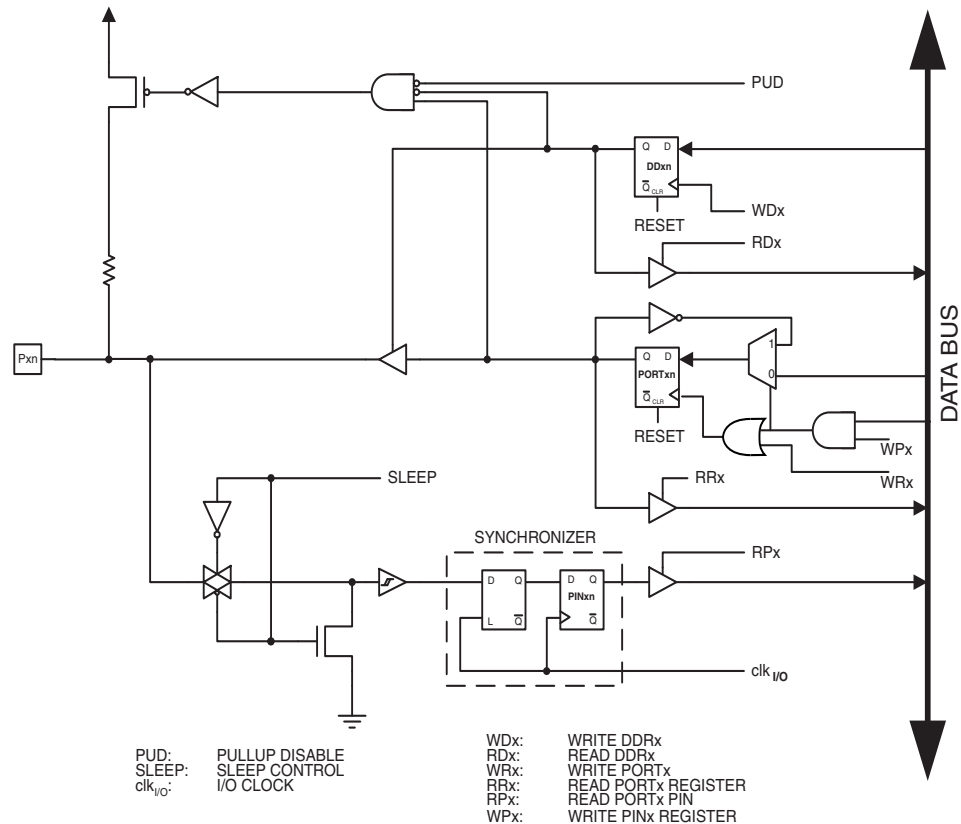 PUD
Q D
DDxn
Q
CLR
WDx
RESET
RDx
1
Pxn
Q D
PORTxn
0
Q
CLR
RESET
WPx
WRx
DATA BUS
SLEEP
RRx
SYNCHRONIZER
RPx
D Q
L Q
D Q
PINxn
Q
clk I/O
PUD: PULLUP DISABLE
SLEEP: SLEEP CONTROL
clkI/O: I/O CLOCK
WDx: WRITE DDRx
RDx: READ DDRx
WRx: WRITE PORTx
RRx: READ PORTx REGISTER
RPx: READ PORTx PIN
WPx: WRITE PINx REGISTER